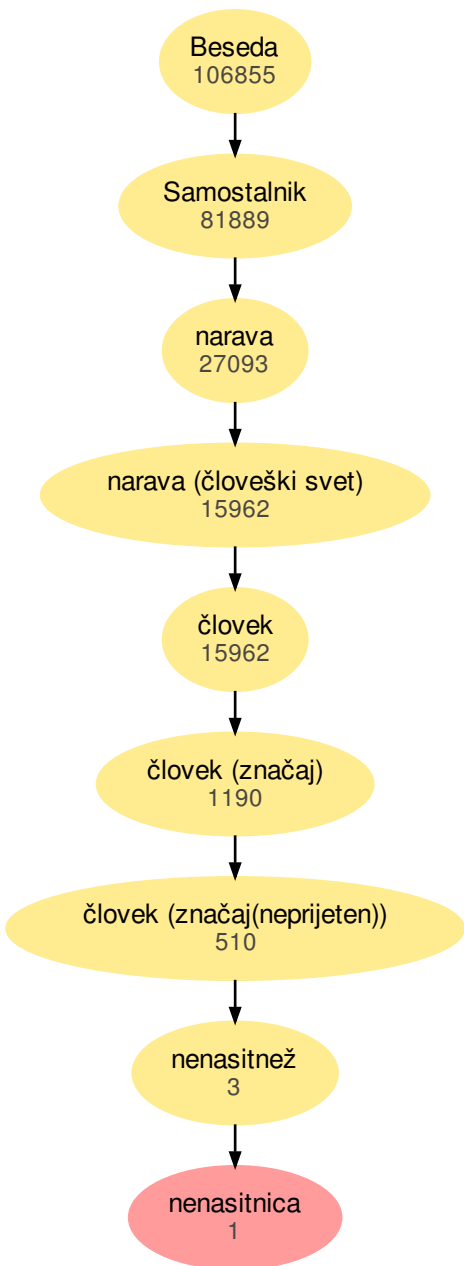 Beseda
106855
Samostalnik
81889
narava
27093
narava (človeški svet)
15962
človek
15962
človek (značaj)
1190
človek (značaj(neprijeten))
510
nenasitnež
3
nenasitnica
1